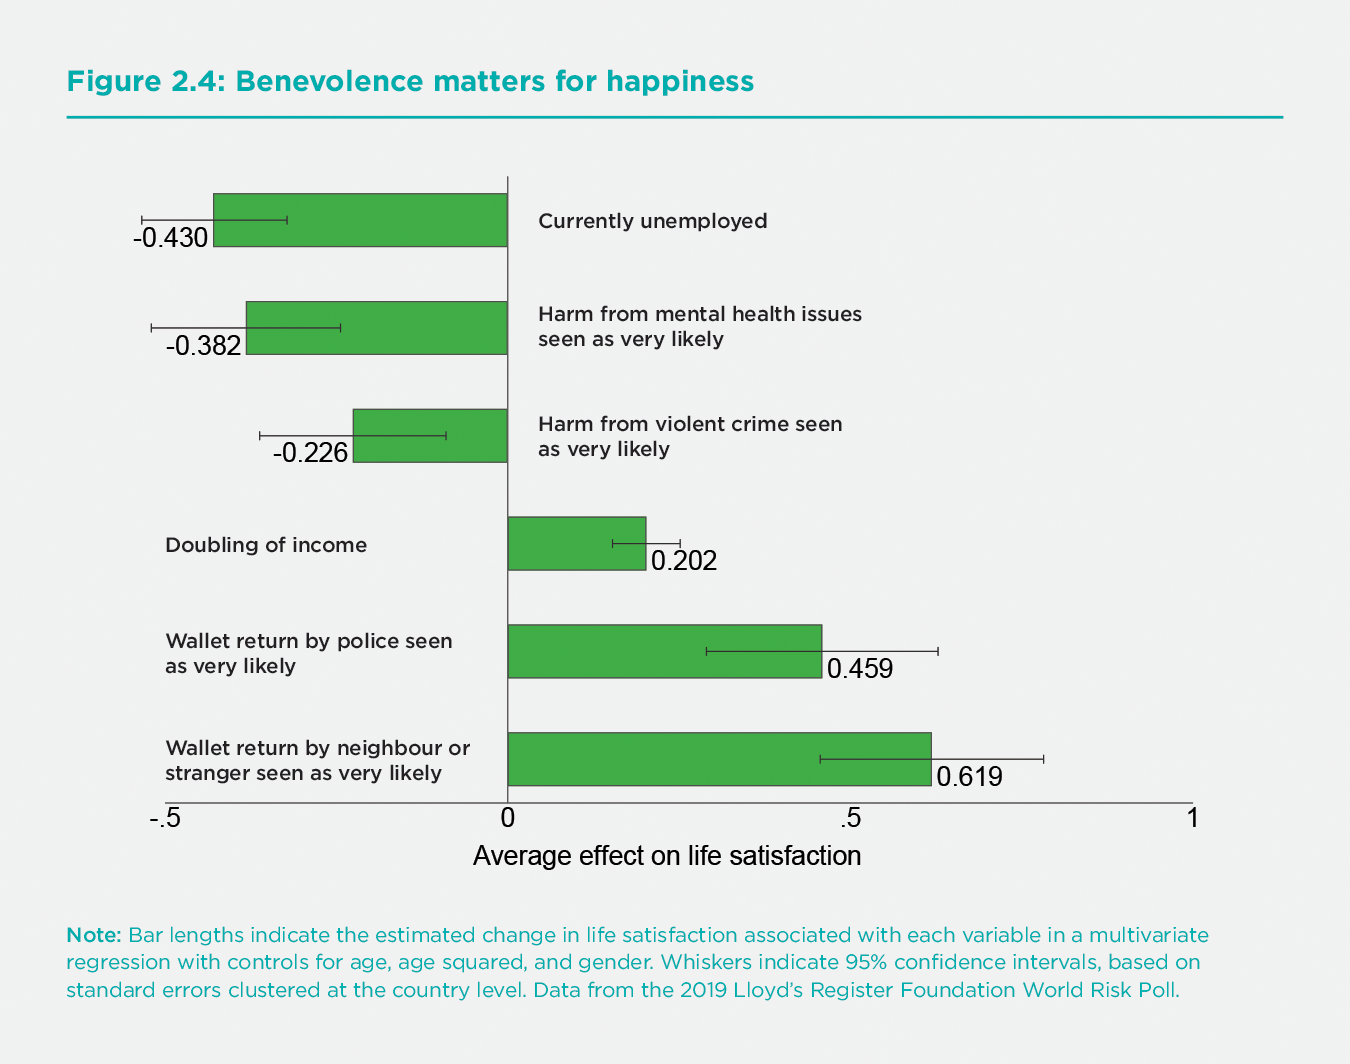 Figure 2.4: Benevolence matters for happiness
Currently unemployed
-0.430
Harm from mental health issues
seen as very likely
-0.382
Harm from violent crime seen
as very likely
-0.226
Doubling of income
0.202
Wallet return by police seen
as very likely
0.459
Wallet return by neighbour or
stranger seen as very likely
0.619
-.5 0 .5 1
Average effect on life satisfaction
Note: Bar lengths indicate the estimated change in life satisfaction associated with each variable in a multivariate
regression with controls for age, age squared, and gender. Whiskers indicate 95% confidence intervals, based on
standard errors clustered at the country level. Data from the 2019 Lloyd’s Register Foundation World Risk Poll.